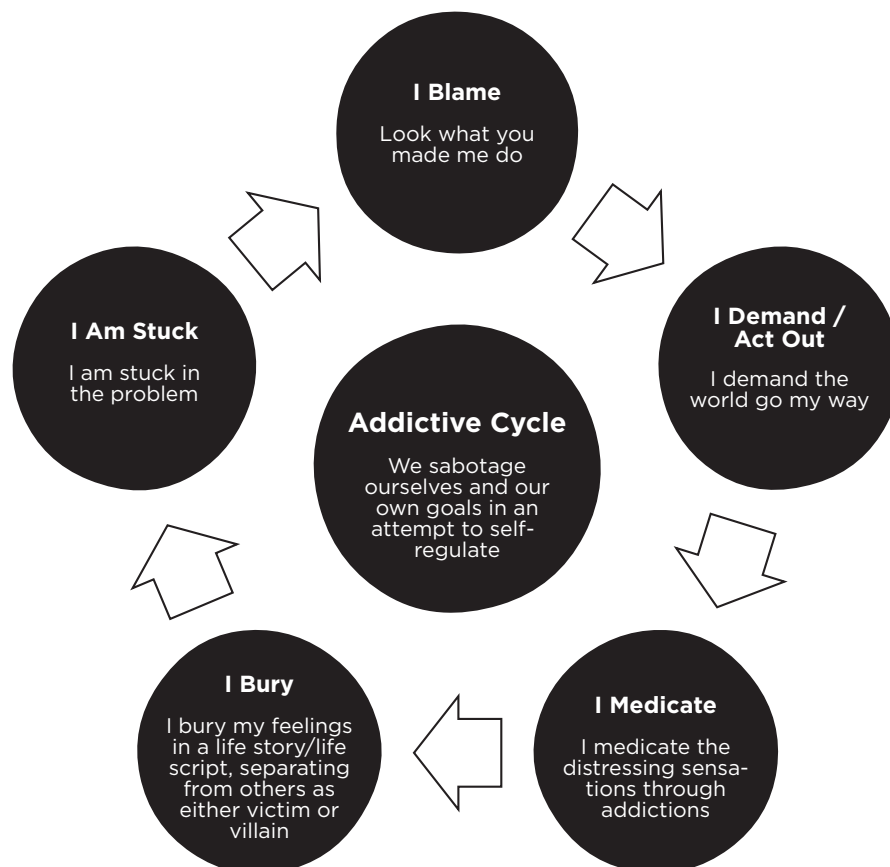 I Blame
Look what you
made me do
I Demand /
Act Out
I demand the
world go my way
I Medicate
I medicate the
distressing sensa-
tions through
addictions
I Bury
I bury my feelings
in a life story/life
script, separating
from others as
either victim or
villain
I Am Stuck
I am stuck in
the problem
Addictive Cycle
We sabotage
ourselves and our
own goals in an
attempt to self-
regulate